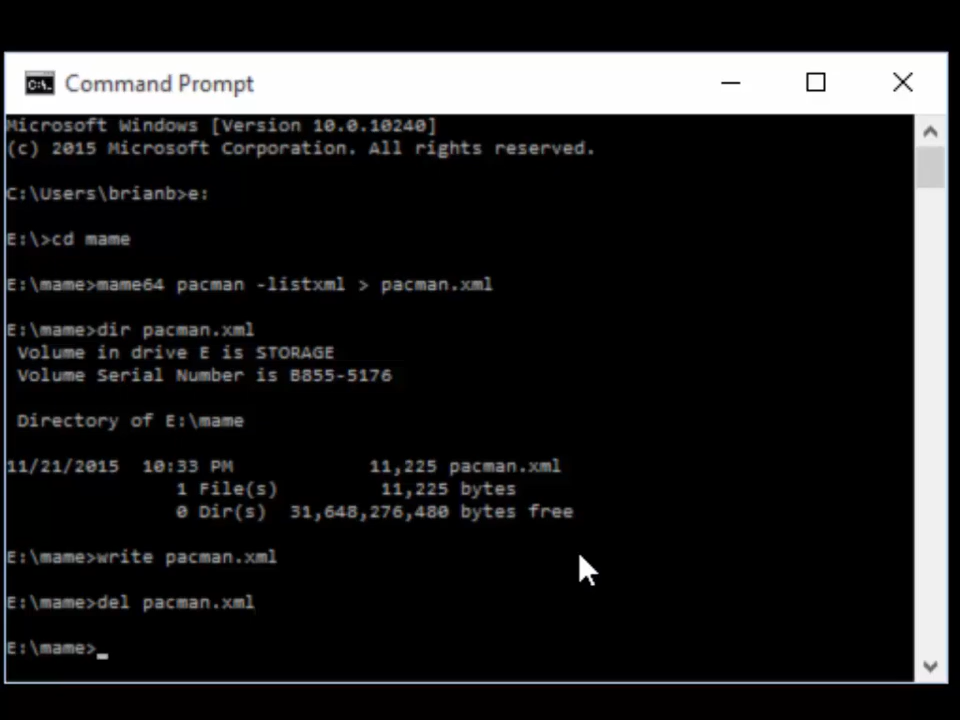 Command Prompt
Microsoft Windows [Version 10.0.10240]
(c) 2015 Microsoft Corporation. All rights reserved.
C:\Users\brianb>e:
E:\>cd mame
E:\mame>mame64 pacman -listxml > pacman.xml
E:\mame>dir pacman.xml
Volume in drive E is STORAGE
Volume Serial Number is B855-5176
Directory of E:\mame
11/21/2015  10:33 PM            11,225 pacman.xml
1 File(s)         11,225 bytes
0 Dir(s)  31,648,276,480 bytes free
E:\mame>write pacman.xml
E:\mame>del pacman.xml
E:\mame>_